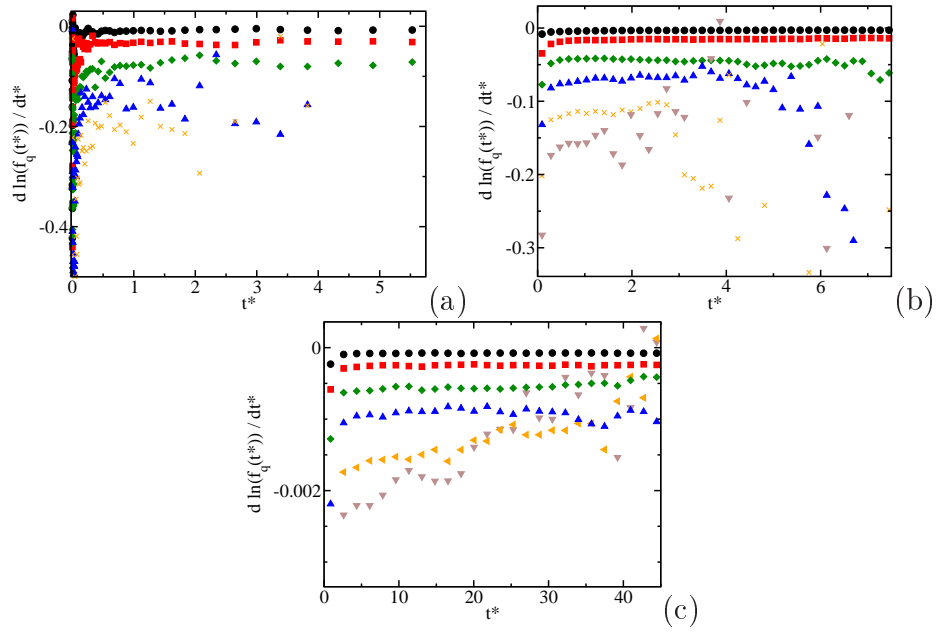 0
-0.2
-0.4
d ln(f_q(t*)) / dt*
0 1 2 3 4 5
t*
(a)
0
-0.1
-0.2
-0.3
d ln(f_q(t*)) / dt*
0 2 4 6
t*
(b)
0
-0.002
d ln(f_q(t*)) / dt*
0 10 20 30 40
t*
(c)